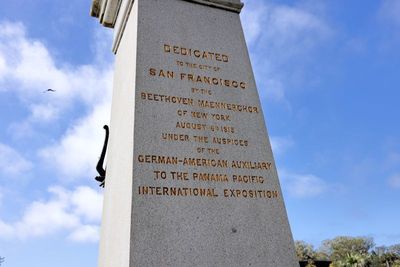 DEDICATED
TO THE CITY OF
SAN FRANCISCO
BY THE
BEETHOVEN MAENNERCHOR
OF NEW YORK
AUGUST 6TH 1915
UNDER THE AUSPICES
OF THE
GERMAN-AMERICAN AUXILIARY
TO THE PANAMA PACIFIC
INTERNATIONAL EXPOSITION